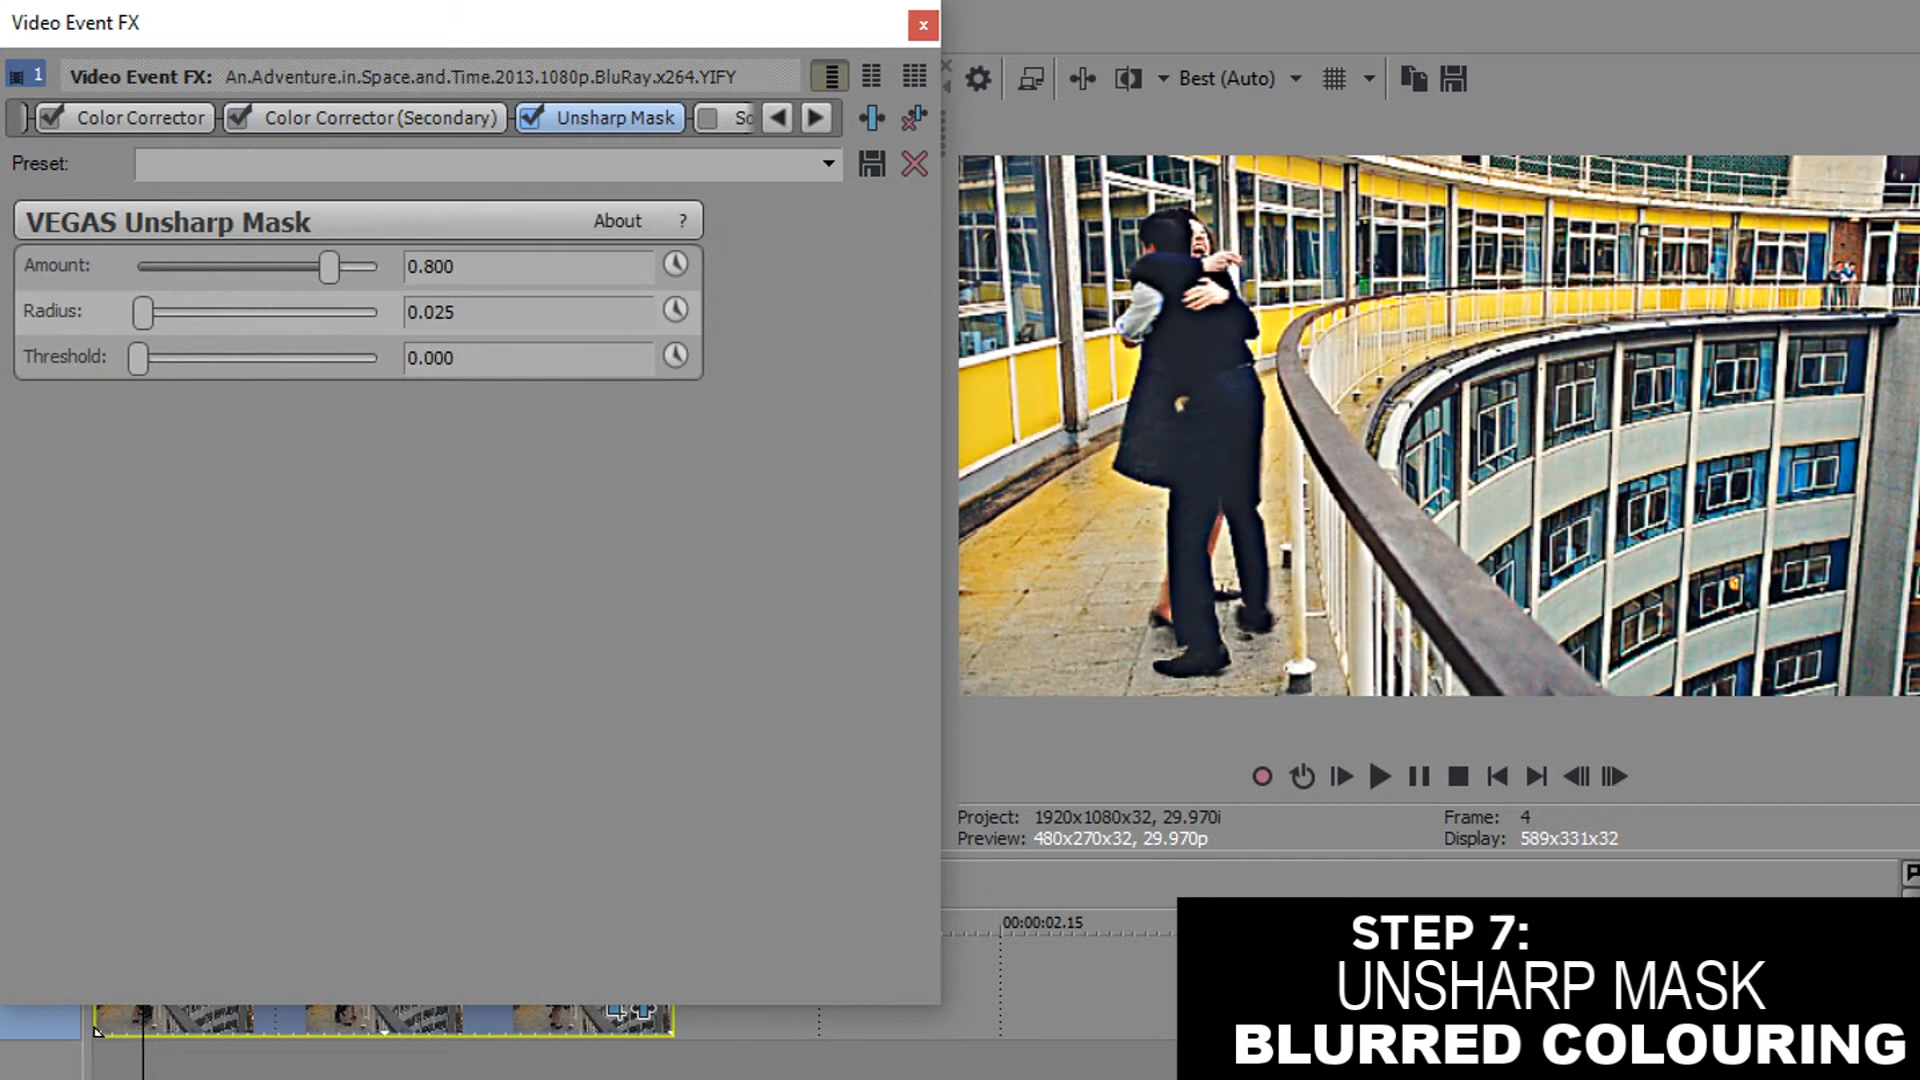 Video Event FX
x
1
Video Event FX: An.Adventure.in.Space.and.Time.2013.1080p.BluRay.x264.YIFY
Color Corrector
Color Corrector (Secondary)
Unsharp Mask
So
Best (Auto)
Preset:
VEGAS Unsharp Mask
About
?
Amount: 0.800
Radius: 0.025
Threshold: 0.000
Project: 1920x1080x32, 29.970i
Frame: 4
Preview: 480x270x32, 29.970p
Display: 589x331x32
00:00:02.15
STEP 7:
UNSHARP MASK
BLURRED COLOURING